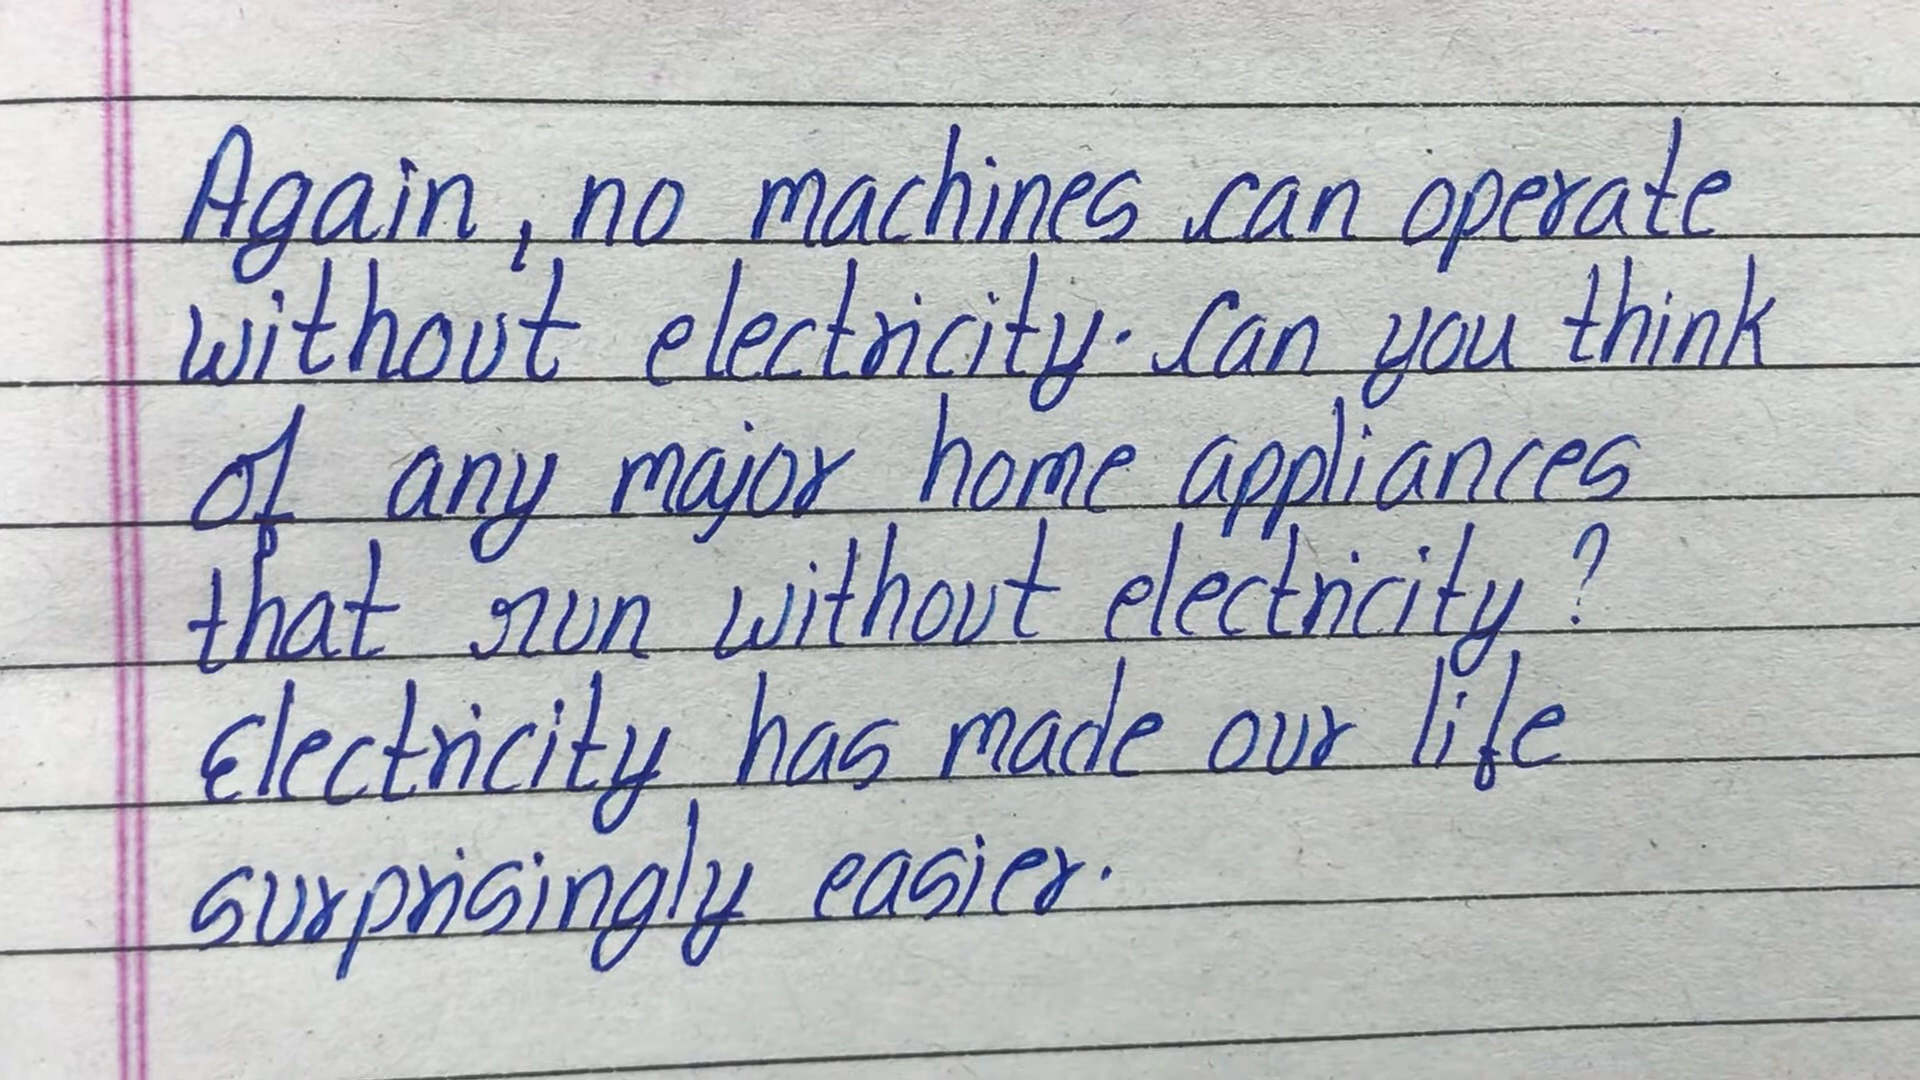 Again, no machines can operate
without electricity. Can you think
of any major home appliances
that run without electricity?
Electricity has made our life
surprisingly easier.